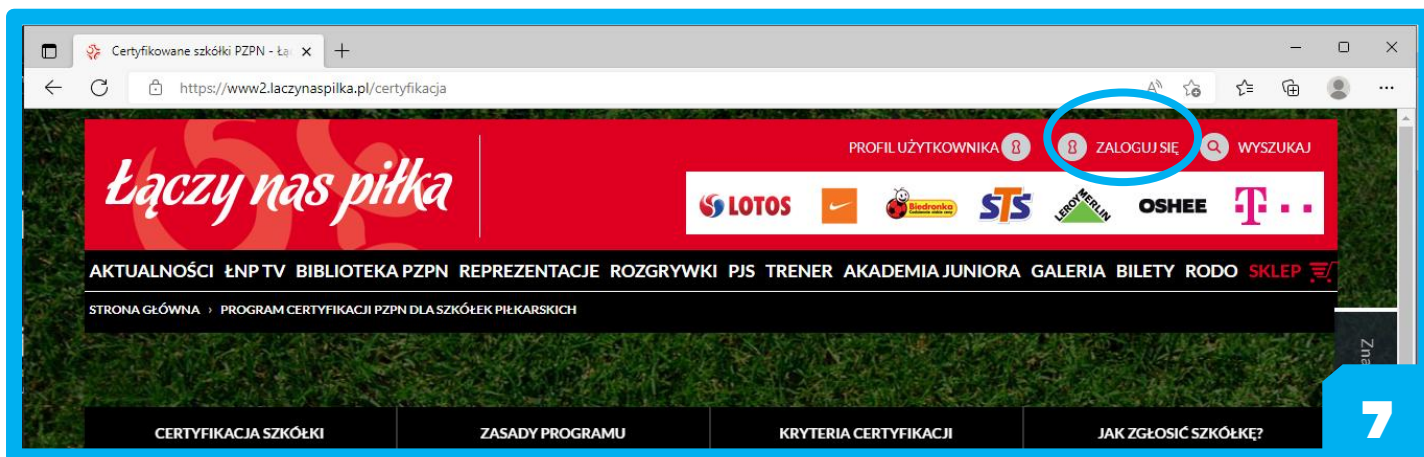 Certyfikowane szkółki PZPN - Łą
https://www2.laczynaspilka.pl/certyfikacja
PROFIL UŻYTKOWNIKA ZALOGUJ SIĘ WYSZUKAJ
Łączy nas piłka
LOTOS Biedronka STS LEROY MERLIN OSHEE T
AKTUALNOŚCI ŁNP TV BIBLIOTEKA PZPN REPREZENTACJE ROZGRYWKI PJS TRENER AKADEMIA JUNIORA GALERIA BILETY RODO SKLEP
STRONA GŁÓWNA › PROGRAM CERTYFIKACJI PZPN DLA SZKÓŁEK PIŁKARSKICH
Zna
CERTYFIKACJA SZKÓŁKI ZASADY PROGRAMU KRYTERIA CERTYFIKACJI JAK ZGŁOSIĆ SZKÓŁKĘ?
7